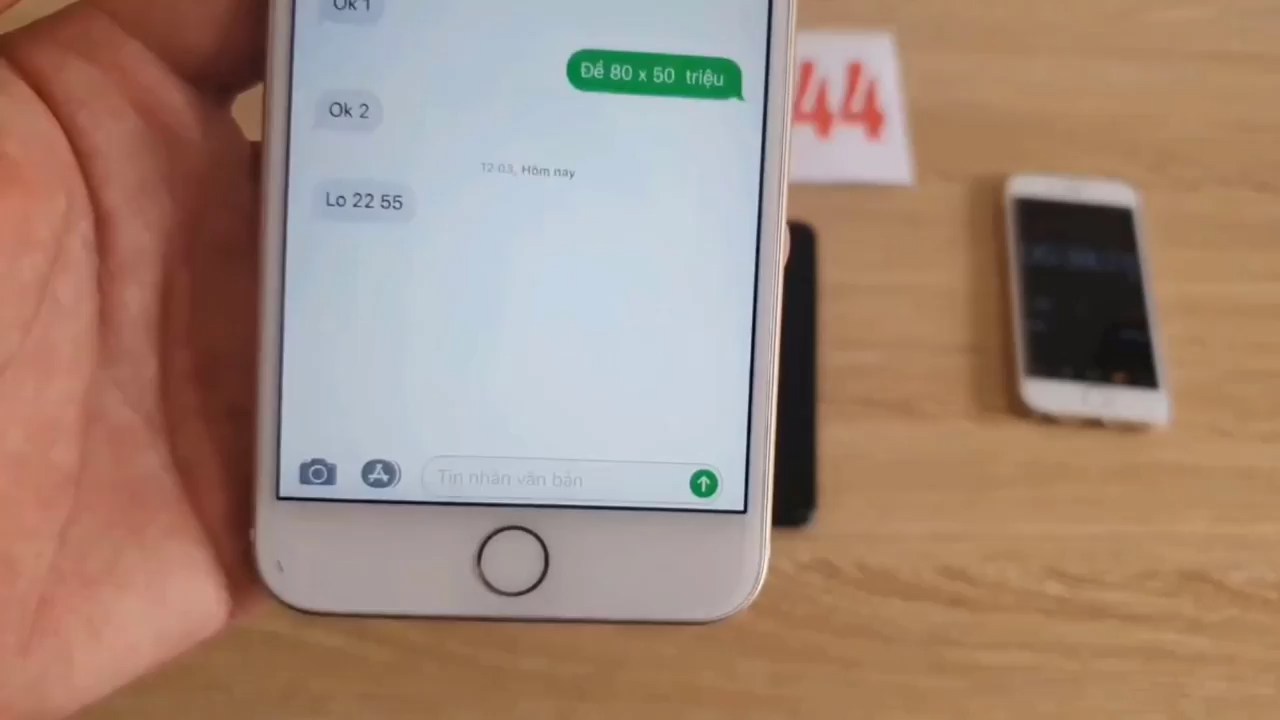 Ok 1
Đề 80 x 50 triệu
44
Ok 2
12:03, Hôm nay
Lo 22 55
Tin nhắn văn bản